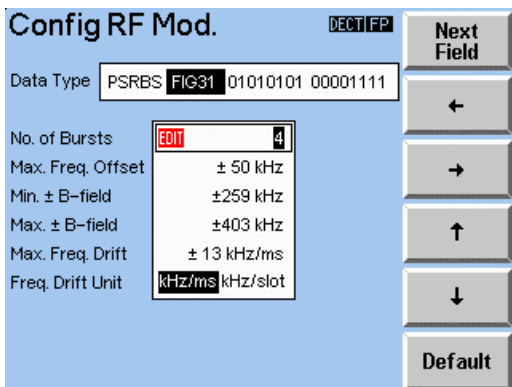 Config RF Mod.
DECT FP
Data Type PSRBS FIG31 01010101 00001111
No. of Bursts EDIT 4
Max. Freq. Offset ± 50 kHz
Min. ± B-field ±259 kHz
Max. ± B-field ±403 kHz
Max. Freq. Drift ± 13 kHz/ms
Freq. Drift Unit kHz/ms kHz/slot
Next
Field
←
→
↑
↓
Default